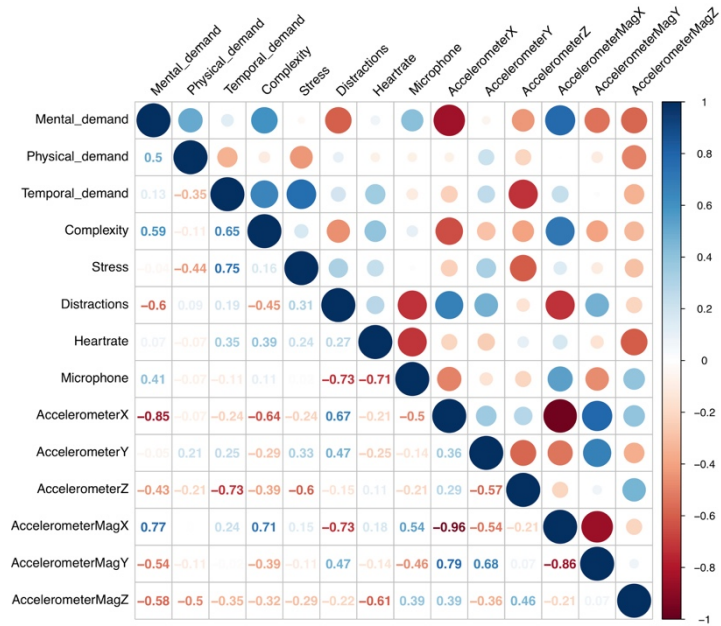 Mental_demand
Physical_demand
Temporal_demand
Complexity
Stress
Distractions
Heartrate
Microphone
AccelerometerX
AccelerometerY
AccelerometerZ
AccelerometerMagX
AccelerometerMagY
AccelerometerMagZ
Mental_demand
Physical_demand 0.5
Temporal_demand 0.13 −0.35
Complexity 0.59 −0.11 0.65
Stress −0.44 0.75 0.16
Distractions −0.6 0.09 0.19 −0.45 0.31
Heartrate 0.07 −0.07 0.35 0.39 0.24 0.27
Microphone 0.41 −0.07 −0.11 0.11 −0.73 −0.71
AccelerometerX −0.85 −0.07 −0.24 −0.64 −0.24 0.67 −0.21 −0.5
AccelerometerY −0.05 0.21 0.25 −0.29 0.33 0.47 −0.25 −0.14 0.36
AccelerometerZ −0.43 −0.21 −0.73 −0.39 −0.6 −0.15 0.11 −0.21 0.29 −0.57
AccelerometerMagX 0.77 0.24 0.71 0.15 −0.73 0.18 0.54 −0.96 −0.54 −0.21
AccelerometerMagY −0.54 −0.11 −0.39 −0.11 0.47 −0.14 −0.46 0.79 0.68 0.07 −0.86
AccelerometerMagZ −0.58 −0.5 −0.35 −0.32 −0.29 −0.22 −0.61 0.39 0.39 −0.36 0.46 −0.21 0.07
1
0.8
0.6
0.4
0.2
0
−0.2
−0.4
−0.6
−0.8
−1